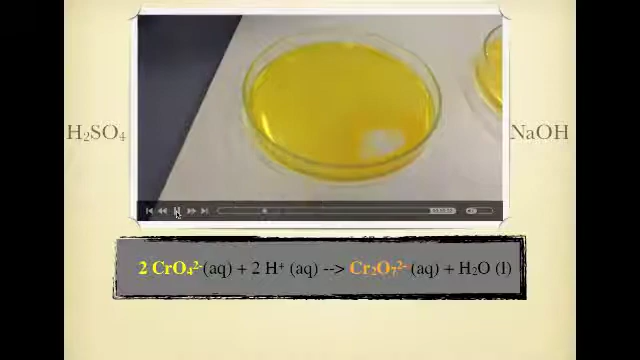 H₂SO₄
NaOH
2 CrO₄²⁻(aq) + 2 H⁺ (aq) --> Cr₂O₇²⁻ (aq) + H₂O (l)